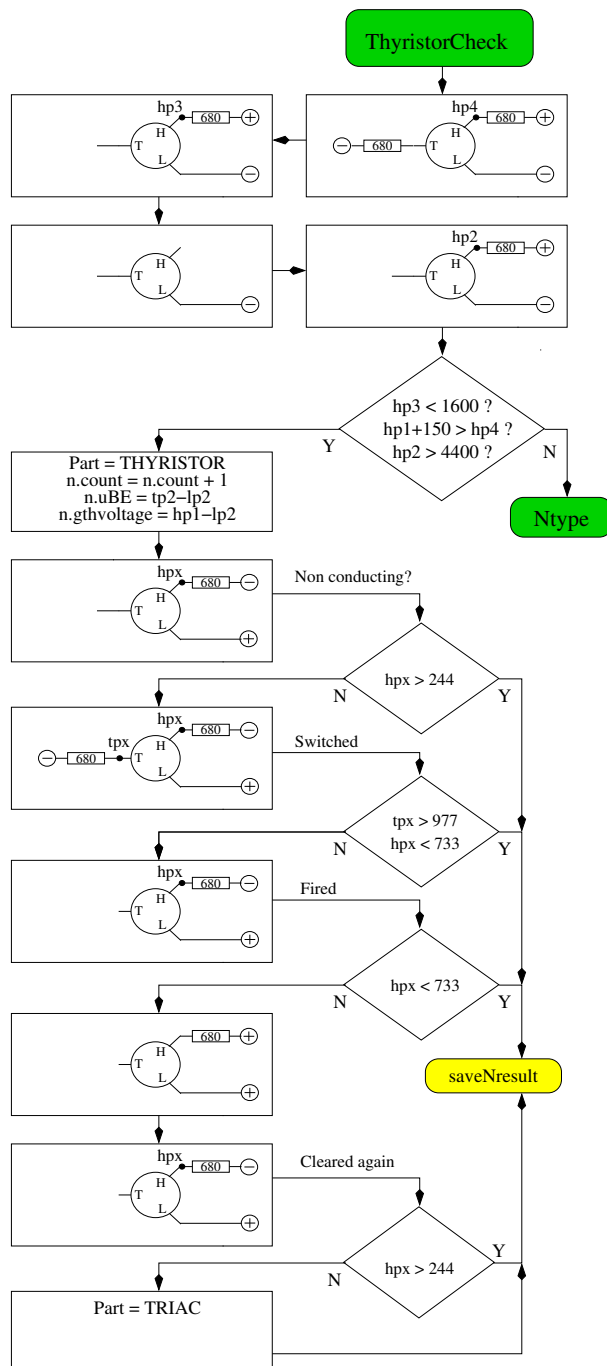 ThyristorCheck
hp4
680
+
H
− 680 T
L
−
hp3
680
+
H
T
L
−
H
T
L
−
hp2
680
+
H
T
L
−
hp3 < 1600 ?
hp1+150 > hp4 ?
hp2 > 4400 ?
Y
N
Ntype
Part = THYRISTOR
n.count = n.count + 1
n.uBE = tp2−lp2
n.gthvoltage = hp1−lp2
hpx
680
−
H
T
L
+
Non conducting?
hpx > 244
N
Y
hpx
680
−
tpx
H
− 680 T
L
+
Switched
tpx > 977
hpx < 733
N
Y
hpx
680
−
H
T
L
+
Fired
hpx < 733
N
Y
680
+
H
T
L
+
saveNresult
hpx
680
−
H
T
L
+
Cleared again
hpx > 244
N
Y
Part = TRIAC